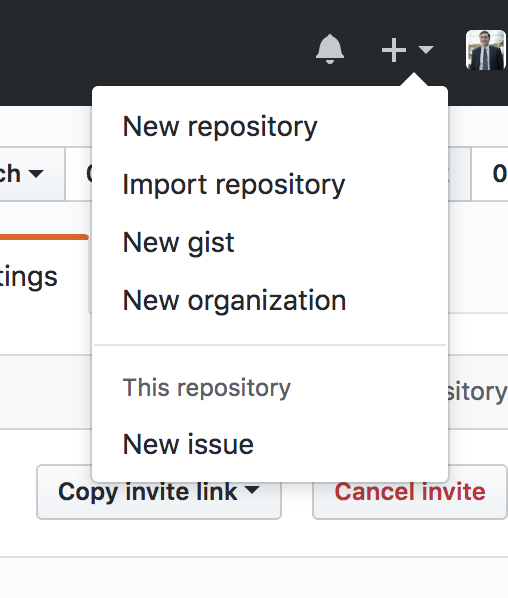 New repository
ch
0
Import repository
New gist
tings
New organization
This repository
sitory
New issue
Copy invite link
Cancel invite